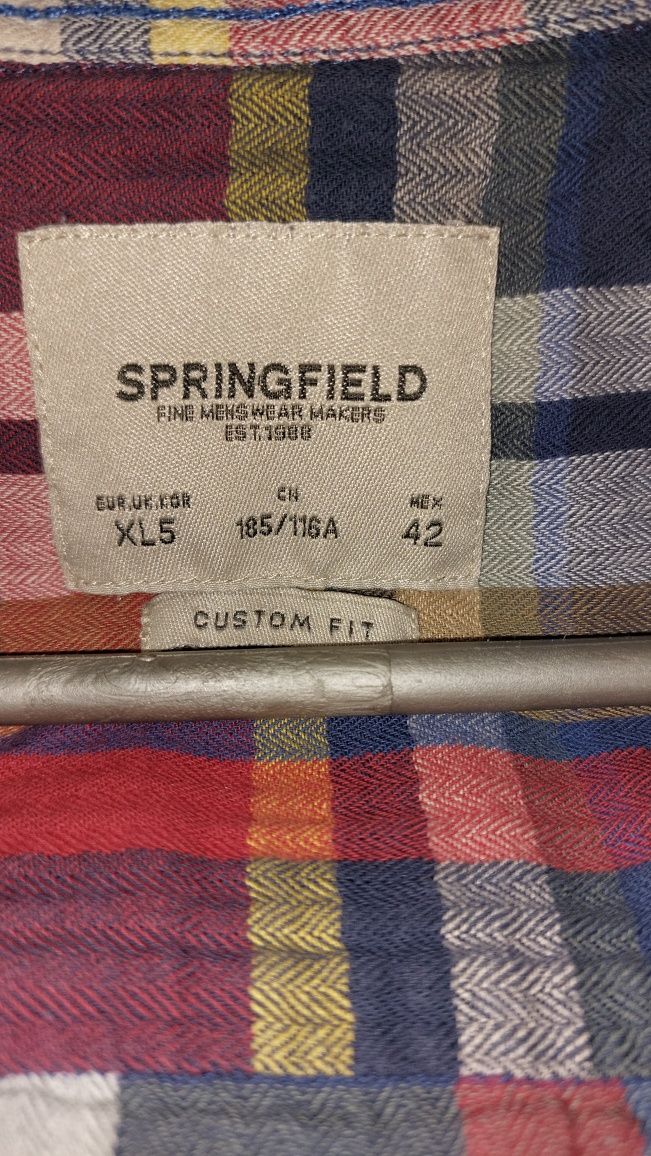 SPRINGFIELD
FINE MENSWEAR MAKERS
EST.1988
EUR.UK.KOR CN MEX
XL5 185/116A 42
CUSTOM FIT